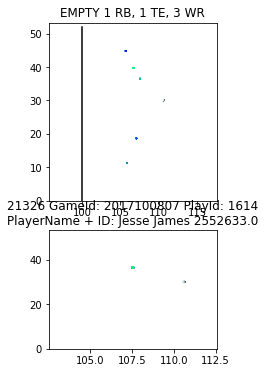 EMPTY 1 RB, 1 TE, 3 WR
50
40
30
20
10
0
100 105 110 115
21326 GameId: 2017100807 PlayId: 1614
PlayerName + ID: Jesse James 2552633.0
40
20
0
105.0 107.5 110.0 112.5